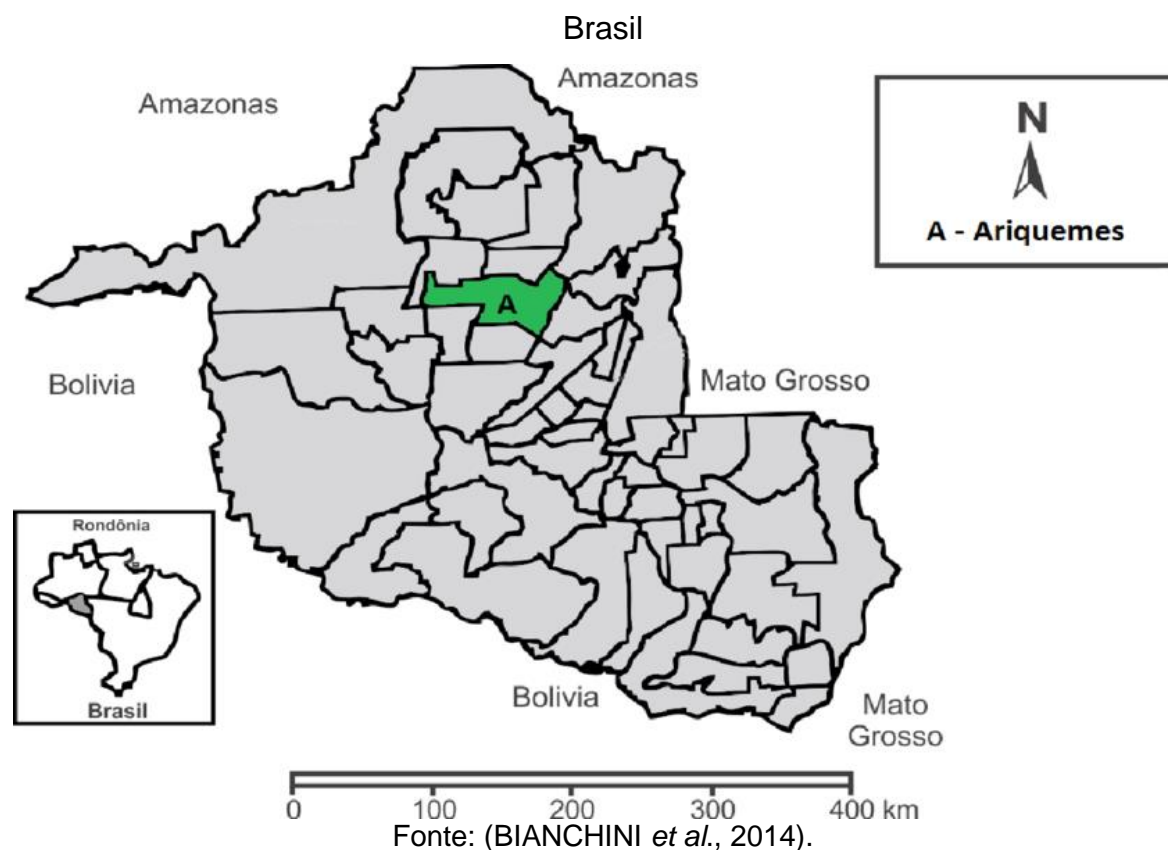 Brasil
Amazonas
Amazonas
N
A - Ariquemes
A
Bolivia
Mato Grosso
Rondônia
Brasil
Bolivia
Mato
Grosso
0 100 200 300 400 km
Fonte: (BIANCHINI et al., 2014).